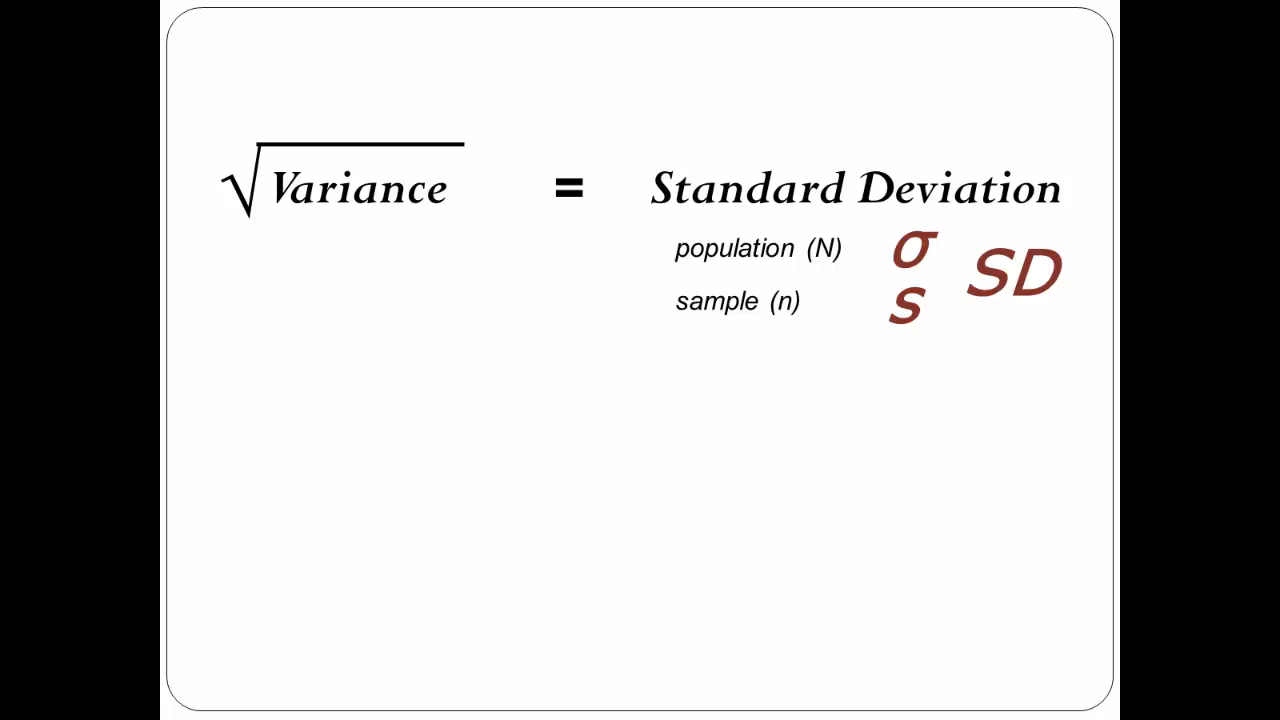 √Variance = Standard Deviation
population (N) σ SD
sample (n) s